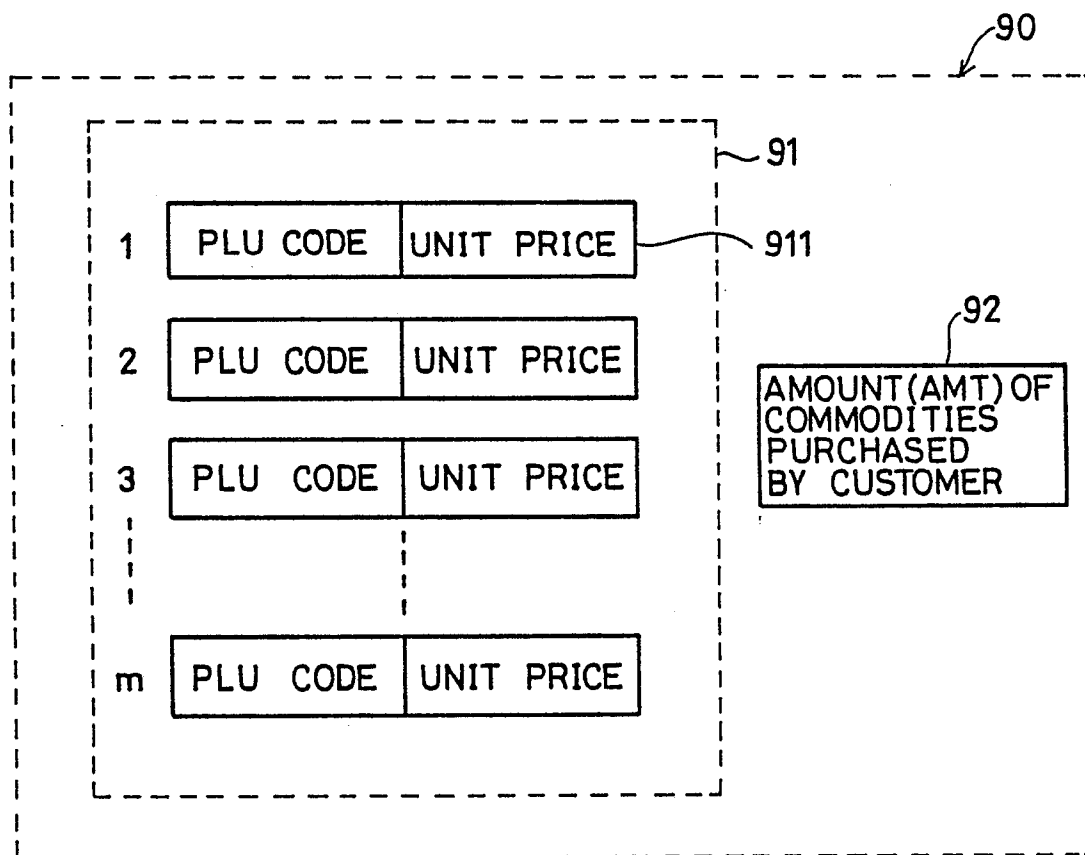 90
91
1 PLU CODE UNIT PRICE 911
2 PLU CODE UNIT PRICE
92
AMOUNT(AMT) OF
COMMODITIES
PURCHASED
BY CUSTOMER
3 PLU CODE UNIT PRICE
m PLU CODE UNIT PRICE